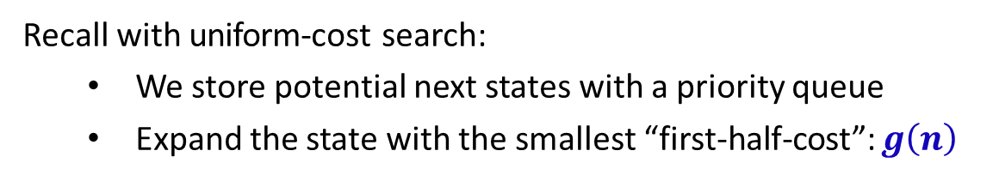 Recall with uniform-cost search:
• We store potential next states with a priority queue
• Expand the state with the smallest “first-half-cost”: g(n)